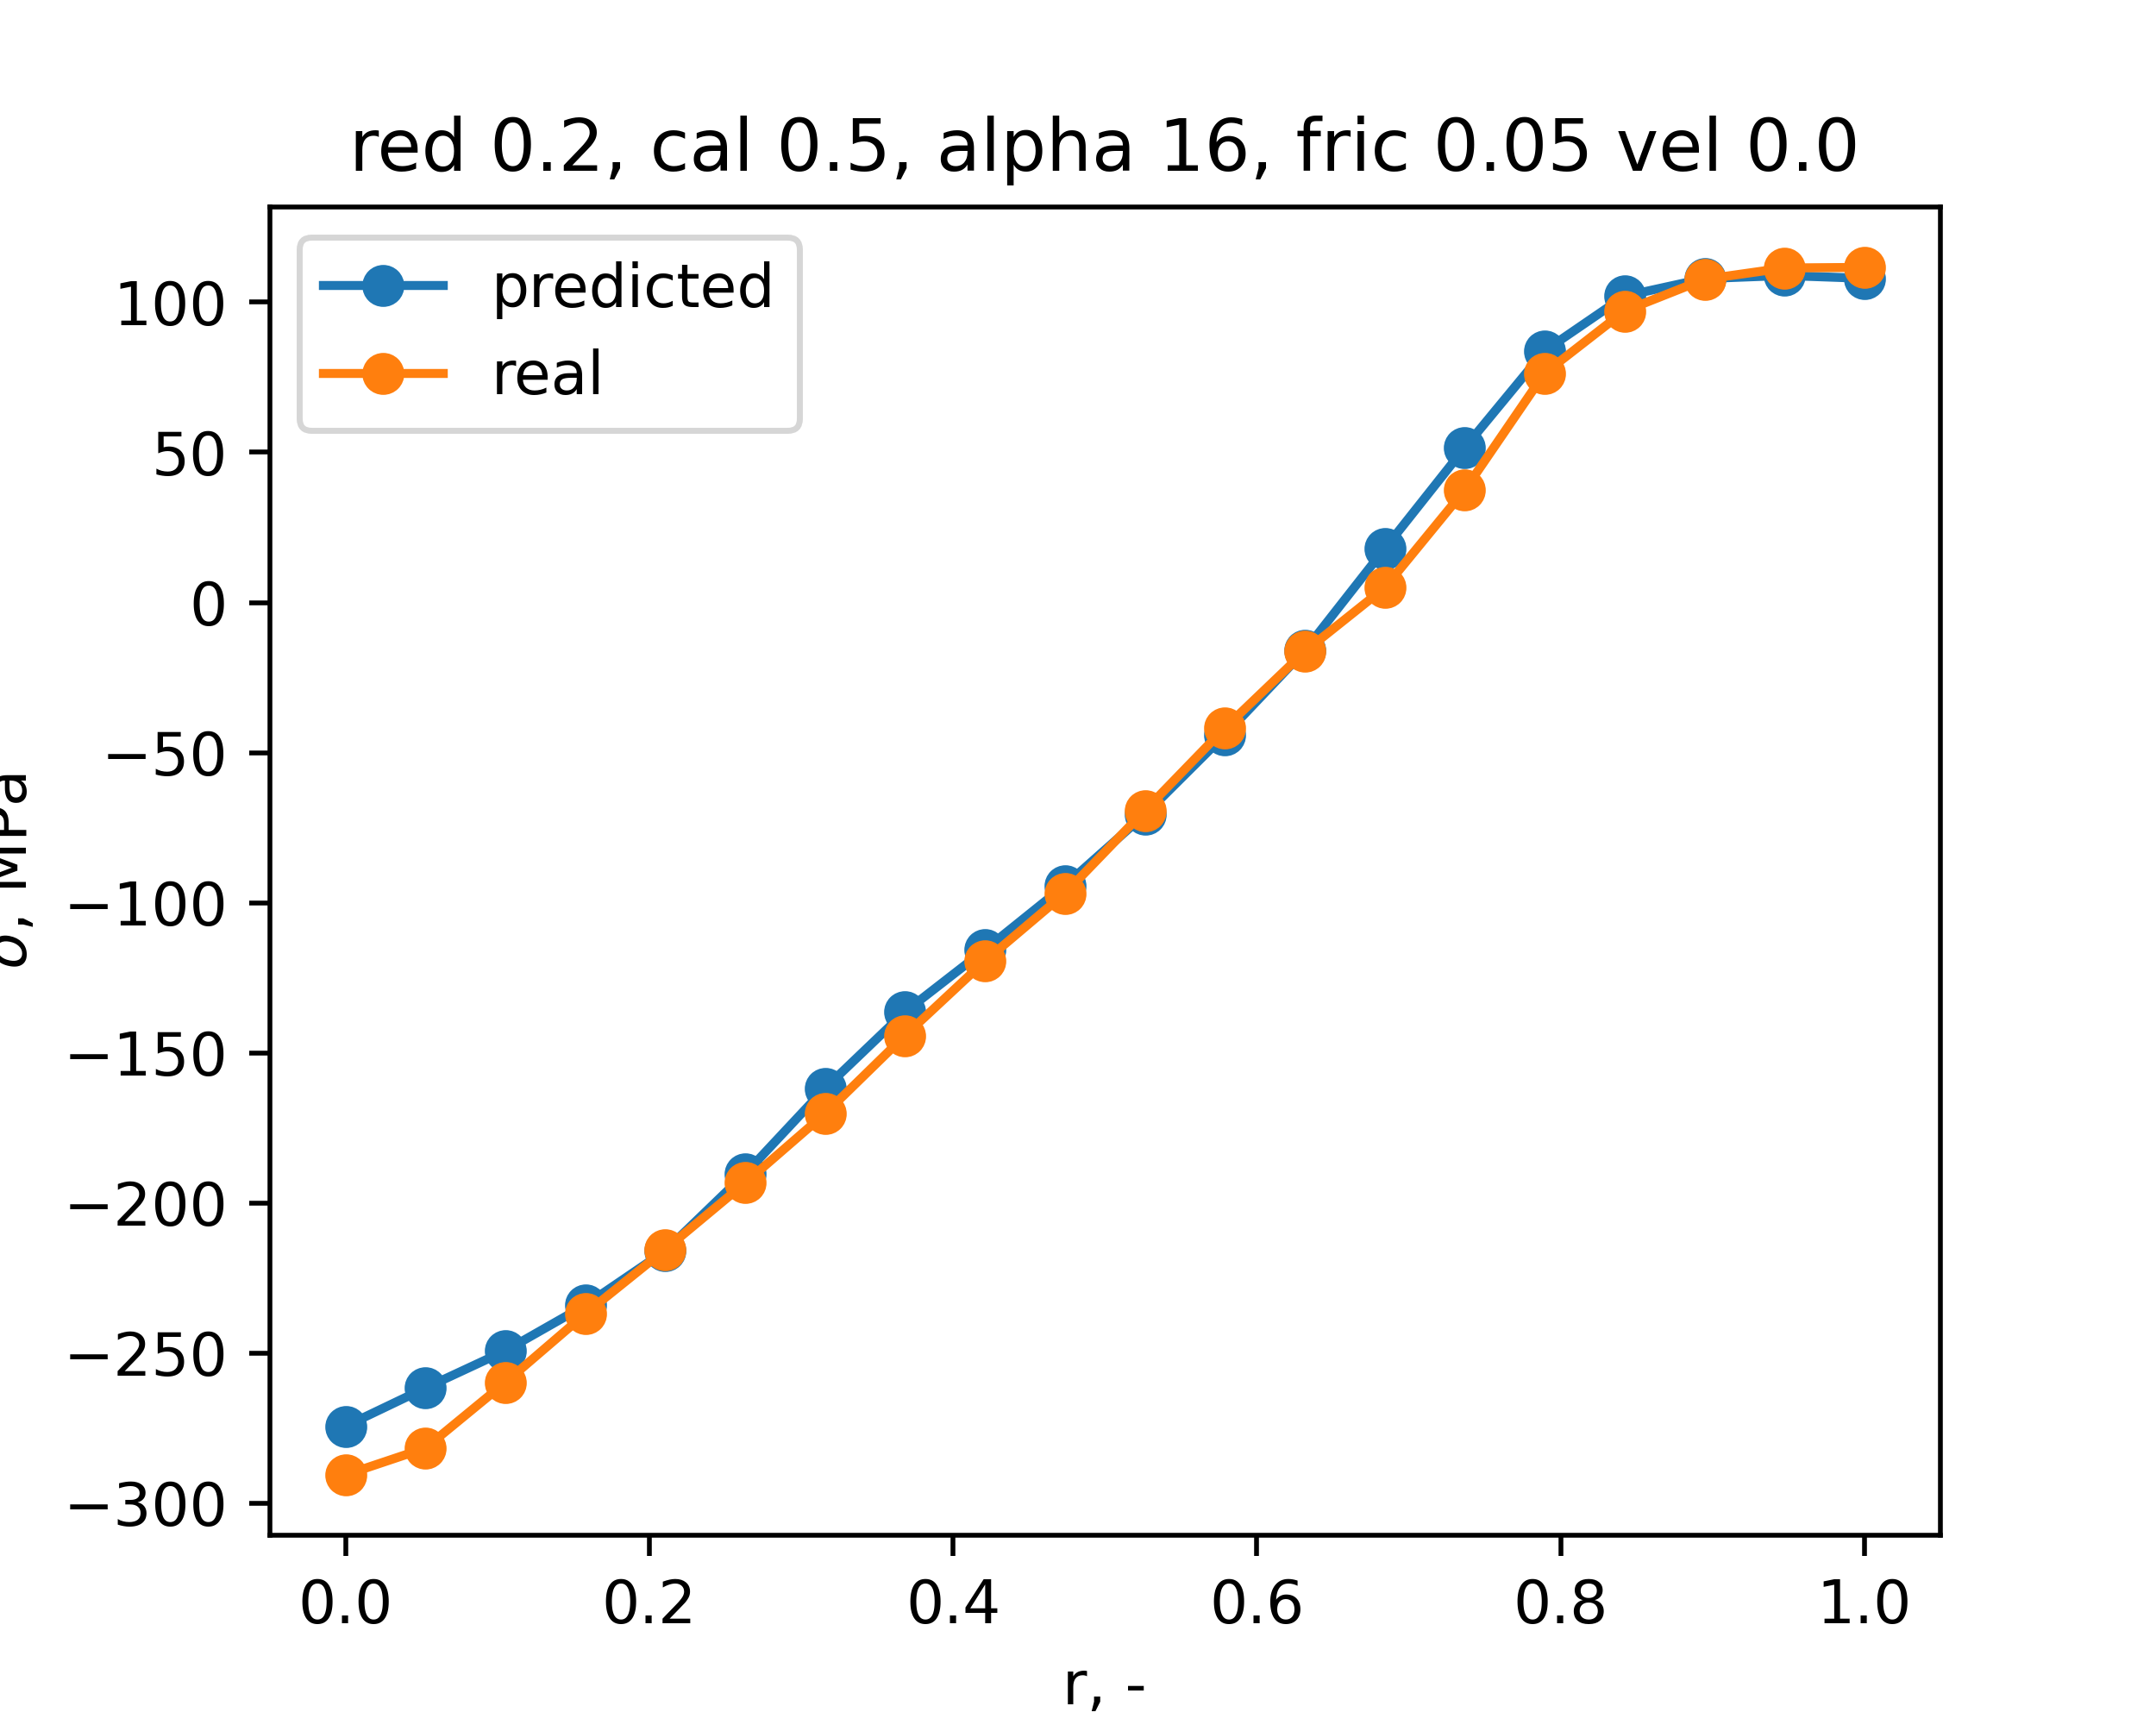 red 0.2, cal 0.5, alpha 16, fric 0.05 vel 0.0
predicted
real
100
50
0
−50
−100
−150
−200
−250
−300
σ, MPa
0.0 0.2 0.4 0.6 0.8 1.0
r, -